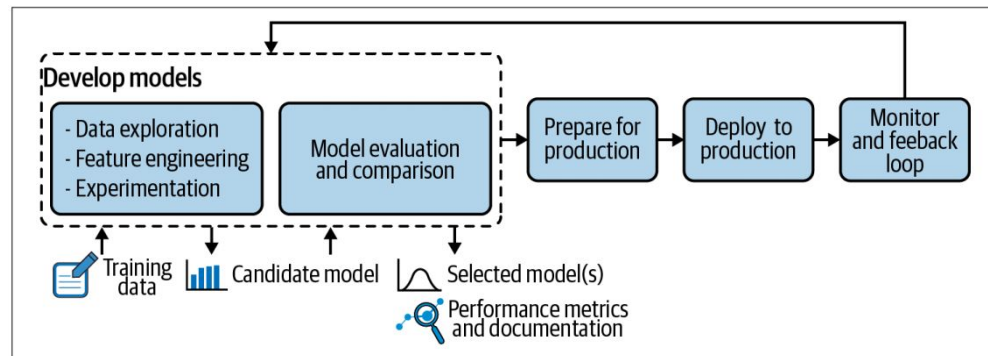 Develop models
- Data exploration
- Feature engineering
- Experimentation
Model evaluation
and comparison
Prepare for
production
Deploy to
production
Monitor
and feeback
loop
Training
data
Candidate model
Selected model(s)
Performance metrics
and documentation